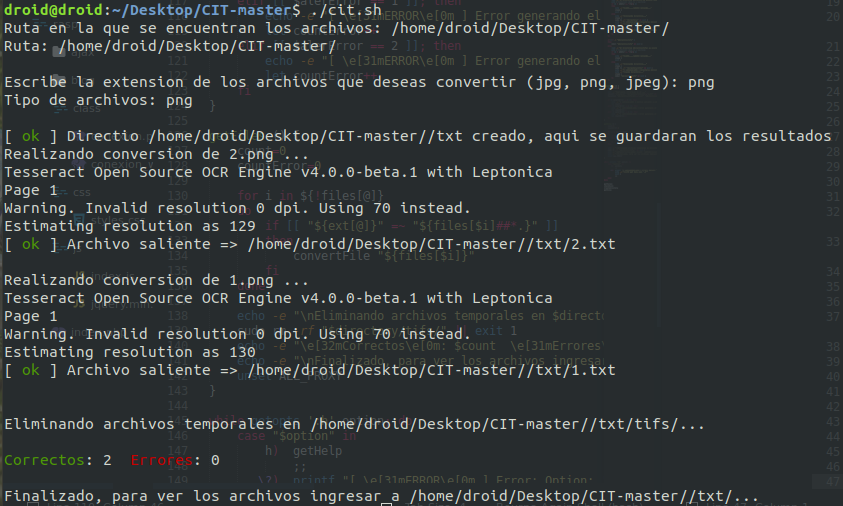 droid@droid:~/Desktop/CIT-master$ ./cit.sh
Ruta en la que se encuentran los archivos: /home/droid/Desktop/CIT-master/
Ruta: /home/droid/Desktop/CIT-master/
Escribe la extension de los archivos que deseas convertir (jpg, png, jpeg): png
Tipo de archivos: png
[ ok ] Directorio /home/droid/Desktop/CIT-master//txt creado, aqui se guardaran los resultados
Realizando conversion de 2.png ...
Tesseract Open Source OCR Engine v4.0.0-beta.1 with Leptonica
Page 1
Warning. Invalid resolution 0 dpi. Using 70 instead.
Estimating resolution as 129
[ ok ] Archivo saliente => /home/droid/Desktop/CIT-master//txt/2.txt
Realizando conversion de 1.png ...
Tesseract Open Source OCR Engine v4.0.0-beta.1 with Leptonica
Page 1
Warning. Invalid resolution 0 dpi. Using 70 instead.
Estimating resolution as 130
[ ok ] Archivo saliente => /home/droid/Desktop/CIT-master//txt/1.txt
Eliminando archivos temporales en /home/droid/Desktop/CIT-master//txt/tifs/...
Correctos: 2 Errores: 0
Finalizado, para ver los archivos ingresar a /home/droid/Desktop/CIT-master//txt/...